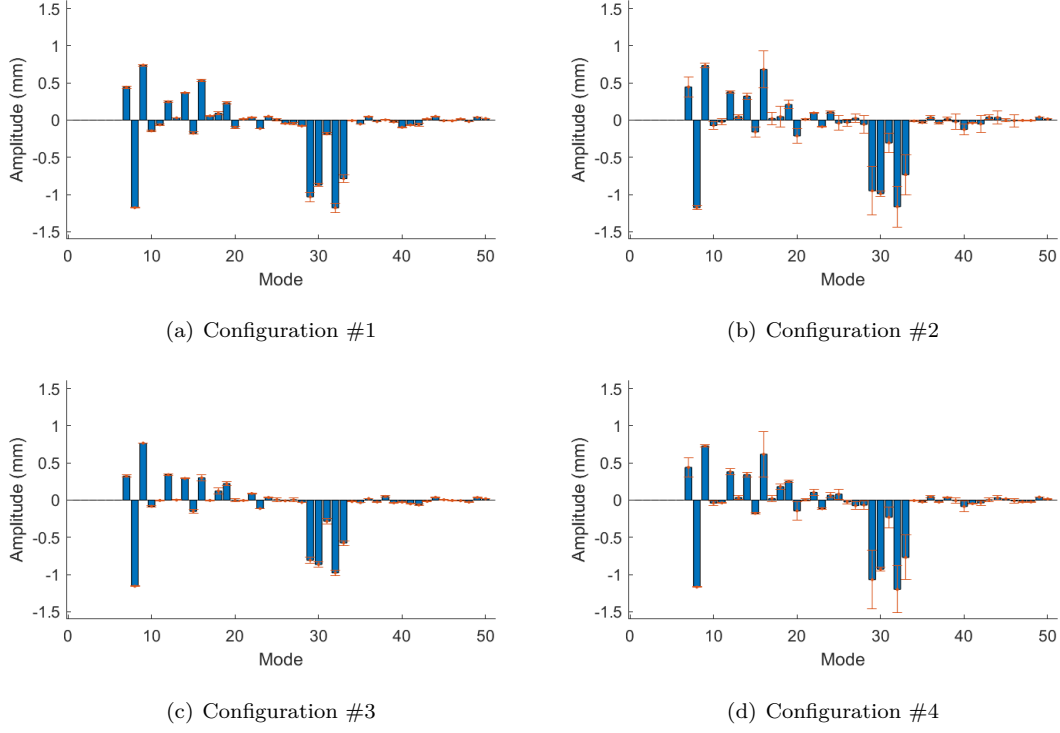 1.5
1
0.5
0
-0.5
-1
-1.5
Amplitude (mm)
0 10 20 30 40 50
Mode
(a) Configuration #1
1.5
1
0.5
0
-0.5
-1
-1.5
Amplitude (mm)
0 10 20 30 40 50
Mode
(b) Configuration #2
1.5
1
0.5
0
-0.5
-1
-1.5
Amplitude (mm)
0 10 20 30 40 50
Mode
(c) Configuration #3
1.5
1
0.5
0
-0.5
-1
-1.5
Amplitude (mm)
0 10 20 30 40 50
Mode
(d) Configuration #4